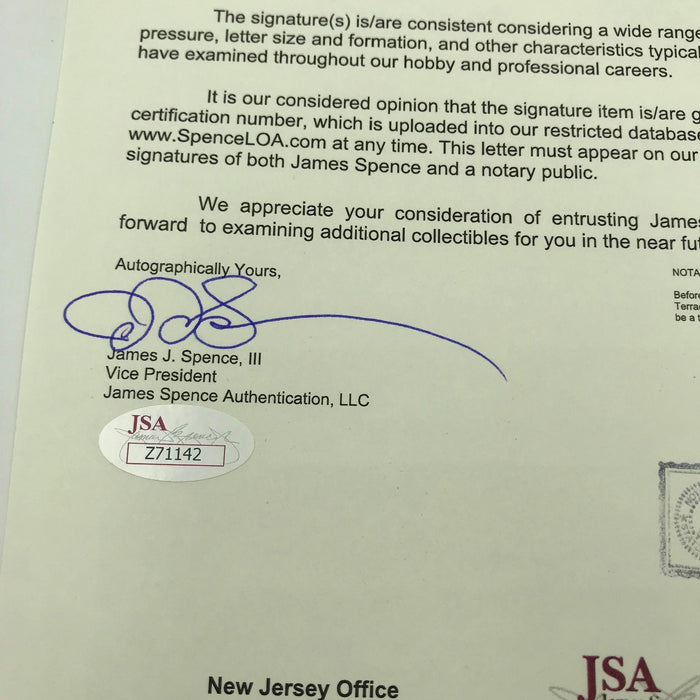 The signature(s) is/are consistent considering a wide range
pressure, letter size and formation, and other characteristics typical
have examined throughout our hobby and professional careers.
It is our considered opinion that the signature item is/are g
certification number, which is uploaded into our restricted database
www.SpenceLOA.com at any time. This letter must appear on our
signatures of both James Spence and a notary public.
We appreciate your consideration of entrusting James
forward to examining additional collectibles for you in the near fut
NOTA
Before
Terra
be a t
Autographically Yours,
James J. Spence, III
Vice President
James Spence Authentication, LLC
JSA
Z71142
New Jersey Office
JSA